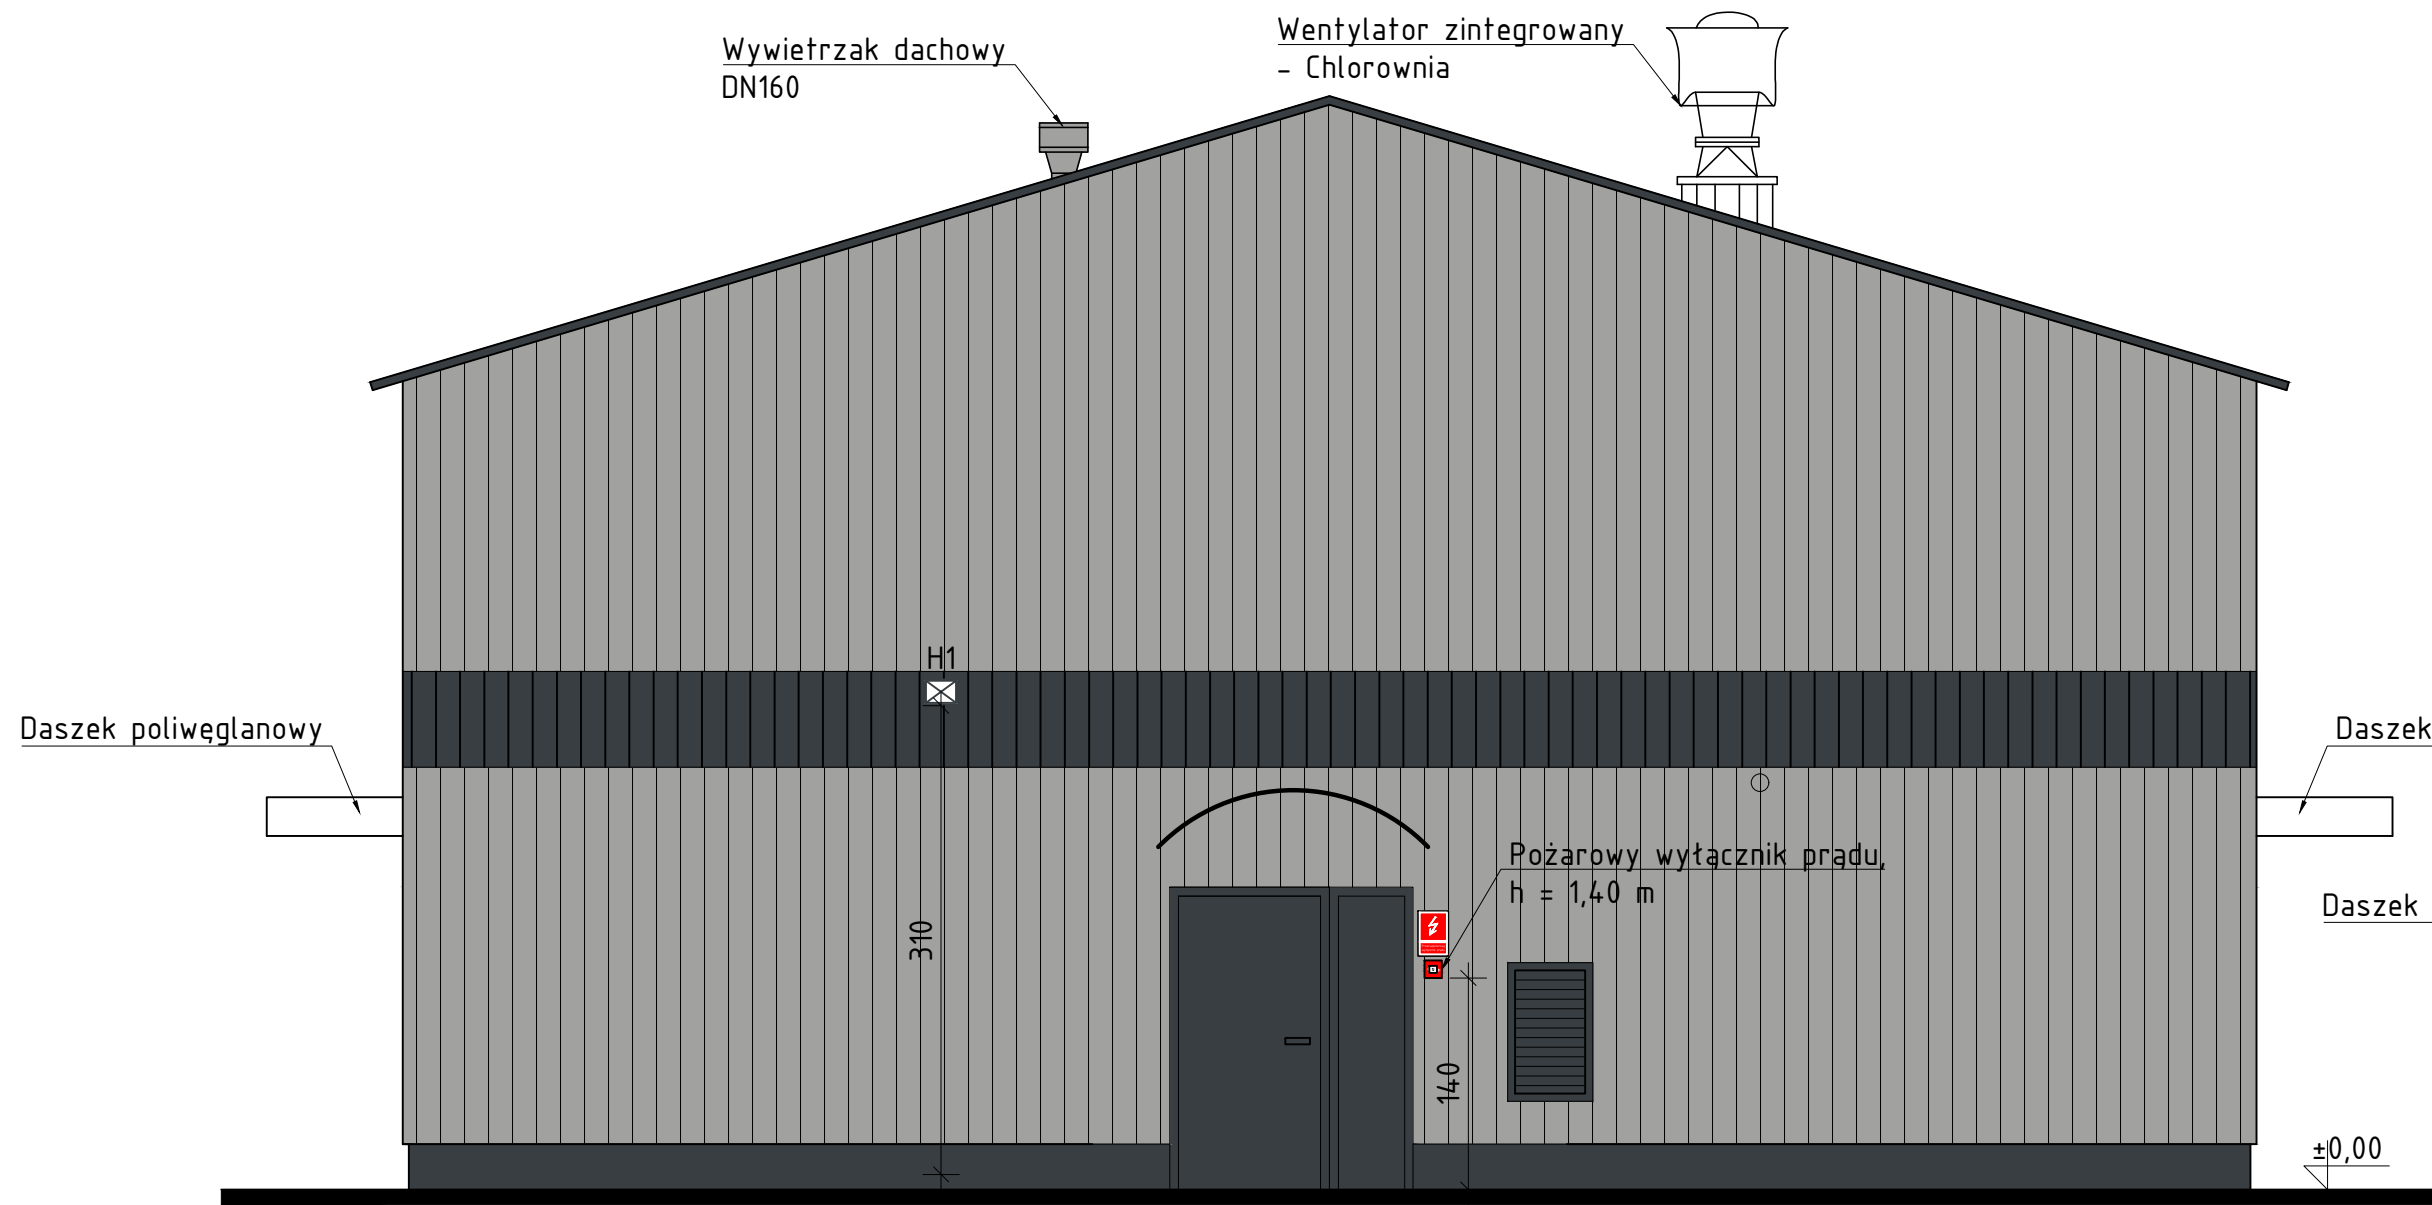 Wywietrzak dachowy
DN160
Wentylator zintegrowany
- Chlorownia
H1
Daszek poliwęglanowy
Daszek
Pożarowy wyłącznik prądu,
h = 1,40 m
Daszek
310
140
±0,00